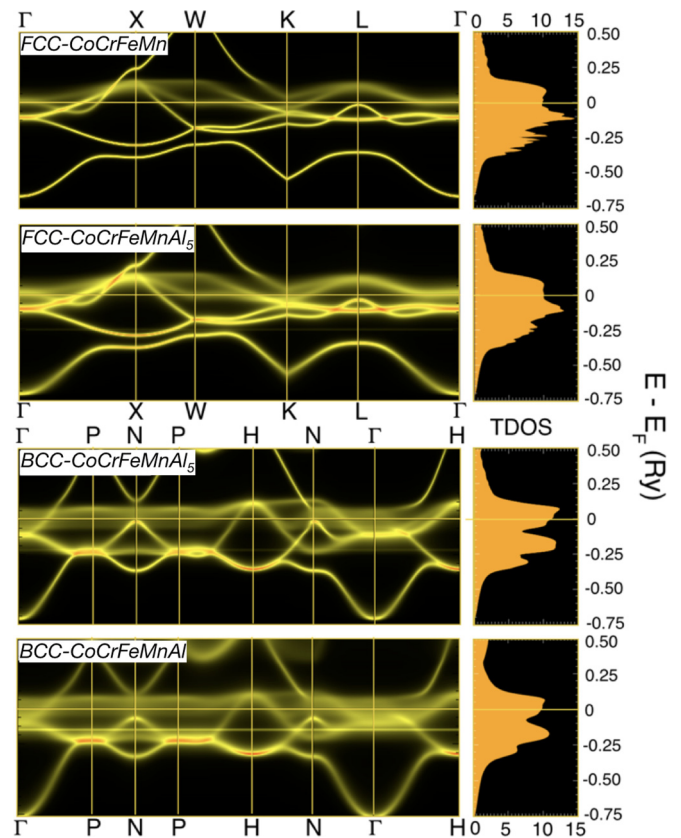 Γ X W K L Γ 0 5 10 15
FCC-CoCrFeMn
0.50
0.25
0
-0.25
-0.50
-0.75
FCC-CoCrFeMnAl5
0.50
0.25
0
-0.25
-0.50
-0.75
Γ X W K L Γ
TDOS
E - EF (Ry)
Γ P N P H N Γ H
BCC-CoCrFeMnAl5
0.50
0.25
0
-0.25
-0.50
-0.75
BCC-CoCrFeMnAl
0.50
0.25
0
-0.25
-0.50
-0.75
Γ P N P H N Γ H 0 5 10 15